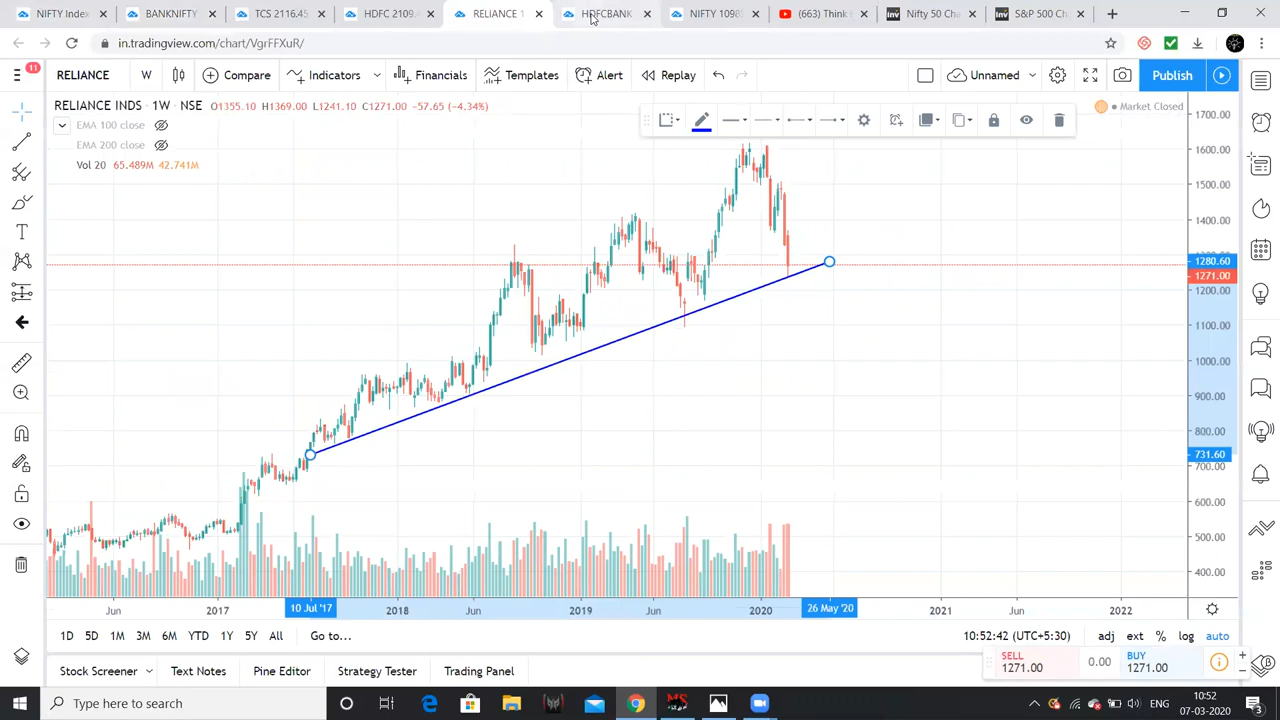 NIFTY Inde
BANKNIFTY
TCS 2116.45
HDFC 2109.
RELIANCE 1
HDFCBANK
NIFTY 10985
(663) Think
Nifty 50 Cha
S&P 500 Ch
in.tradingview.com/chart/VgrFFXuR/
11
RELIANCE W Compare Indicators Financials Templates Alert Replay Unnamed Publish
RELIANCE INDS · 1W · NSE O1355.10 H1369.00 L1241.10 C1271.00 -57.65 (-4.34%)
Market Closed
EMA 100 close
EMA 200 close
Vol 20 65.489M 42.741M
1700.00
1600.00
1500.00
1400.00
1280.60
1271.00
1200.00
1100.00
1000.00
900.00
800.00
731.60
700.00
600.00
500.00
400.00
Jun 2017 10 Jul '17 2018 Jun 2019 Jun 2020 26 May '20 2021 Jun 2022
1D 5D 1M 3M 6M YTD 1Y 5Y All Go to... 10:52:42 (UTC+5:30) adj ext % log auto
SELL
1271.00
0.00
BUY
1271.00
Stock Screener Text Notes Pine Editor Strategy Tester Trading Panel
Type here to search
ENG
10:52
07-03-2020